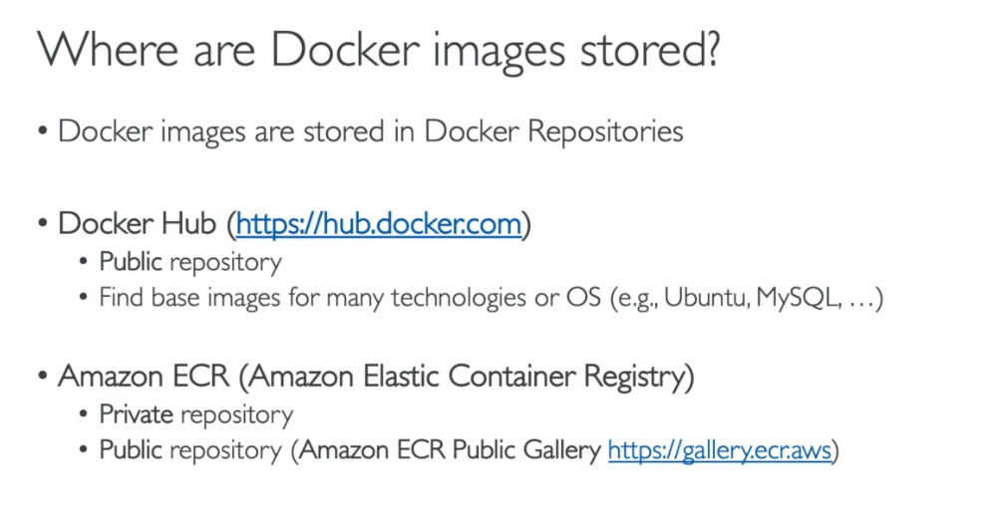 Where are Docker images stored?
• Docker images are stored in Docker Repositories
• Docker Hub (https://hub.docker.com)
• Public repository
• Find base images for many technologies or OS (e.g., Ubuntu, MySQL, …)
• Amazon ECR (Amazon Elastic Container Registry)
• Private repository
• Public repository (Amazon ECR Public Gallery https://gallery.ecr.aws)